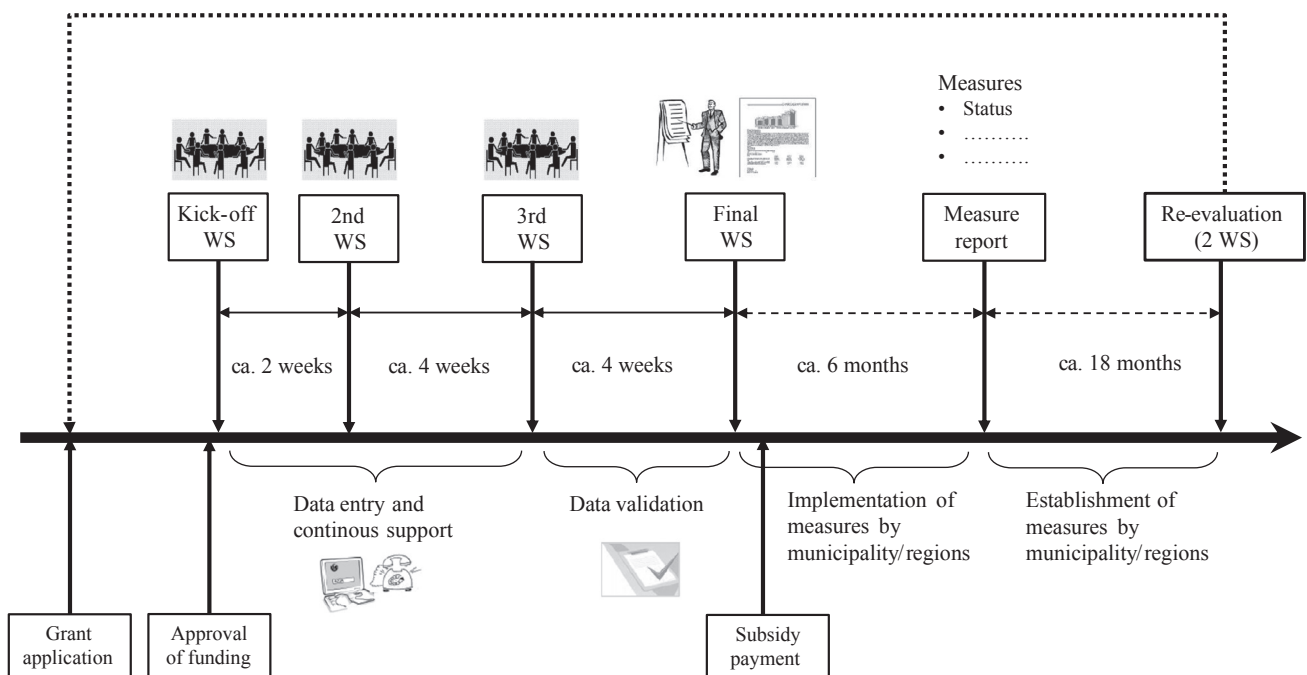 Measures
• Status
• ……….
• ……….
Kick-off
WS
2nd
WS
3rd
WS
Final
WS
Measure
report
Re-evaluation
(2 WS)
ca. 2 weeks
ca. 4 weeks
ca. 4 weeks
ca. 6 months
ca. 18 months
Data entry and
continous support
Data validation
Implementation of
measures by
municipality/regions
Establishment of
measures by
municipality/regions
Grant
application
Approval
of funding
Subsidy
payment